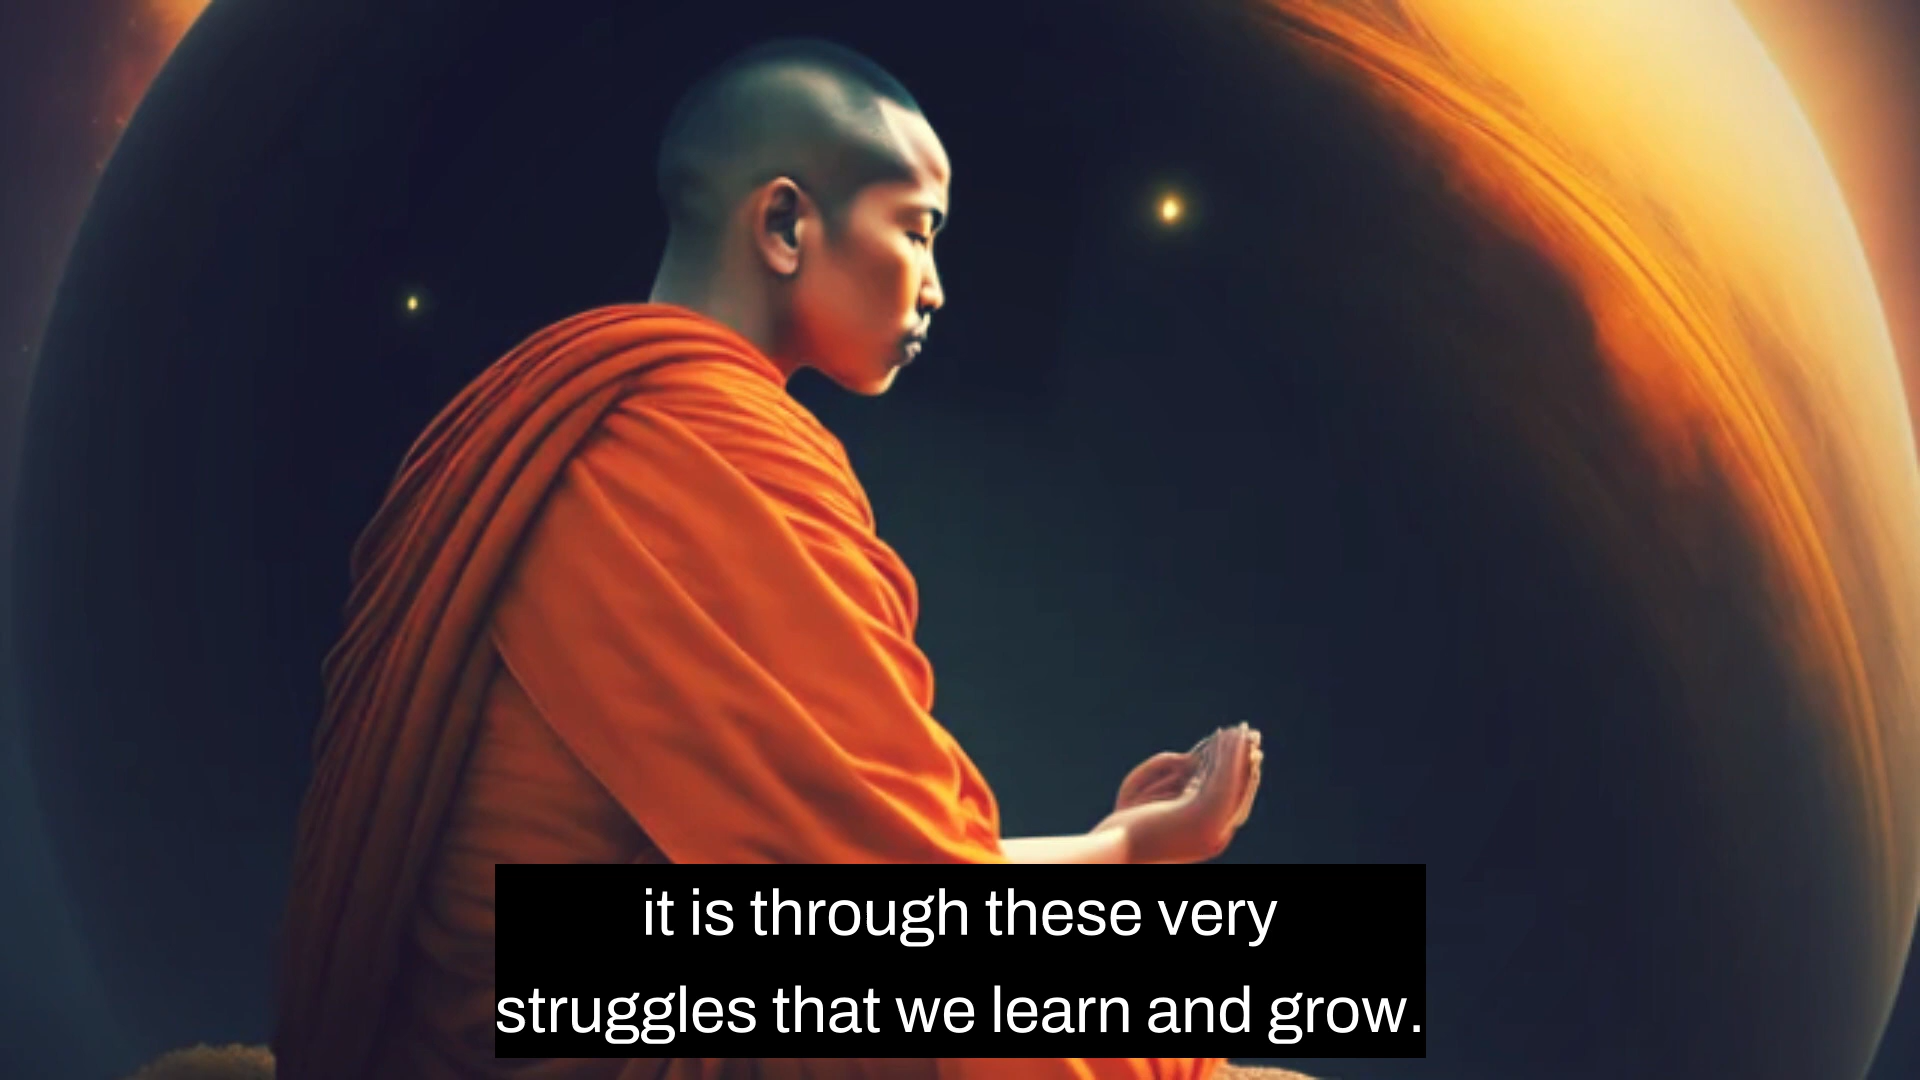 it is through these very
struggles that we learn and grow.